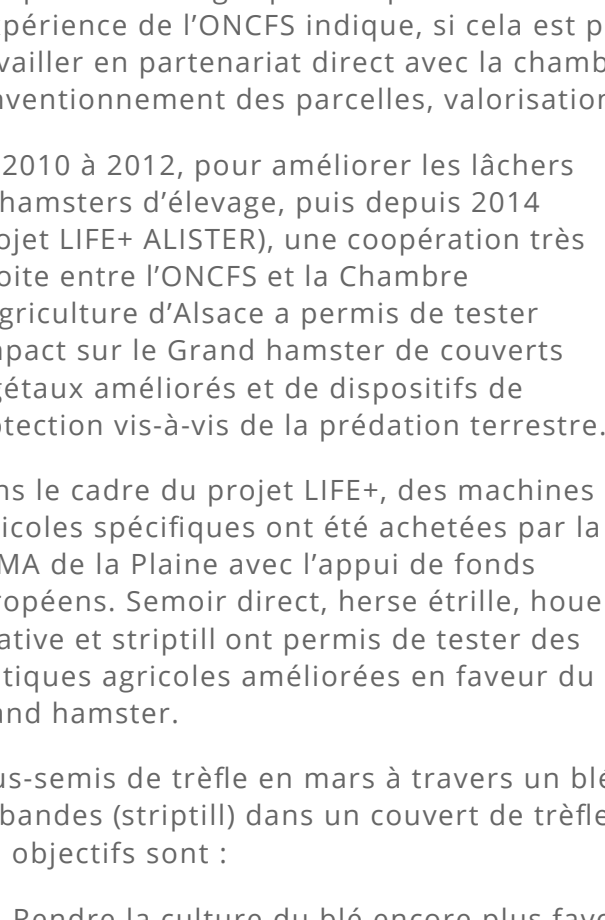 périence de l’ONCFS indique, si cela est p
vailler en partenariat direct avec la chamb
nventionnement des parcelles, valorisation
2010 à 2012, pour améliorer les lâchers
hamsters d’élevage, puis depuis 2014
ojet LIFE+ ALISTER), une coopération très
oite entre l’ONCFS et la Chambre
griculture d’Alsace a permis de tester
mpact sur le Grand hamster de couverts
gétaux améliorés et de dispositifs de
otection vis-à-vis de la prédation terrestre.
ns le cadre du projet LIFE+, des machines
icoles spécifiques ont été achetées par la
MA de la Plaine avec l’appui de fonds
ropéens. Semoir direct, herse étrille, houe
ative et striptill ont permis de tester des
tiques agricoles améliorées en faveur du
and hamster.
us-semis de trèfle en mars à travers un blé
bandes (striptill) dans un couvert de trèfle
objectifs sont :
Rendre la culture du blé encore plus favo